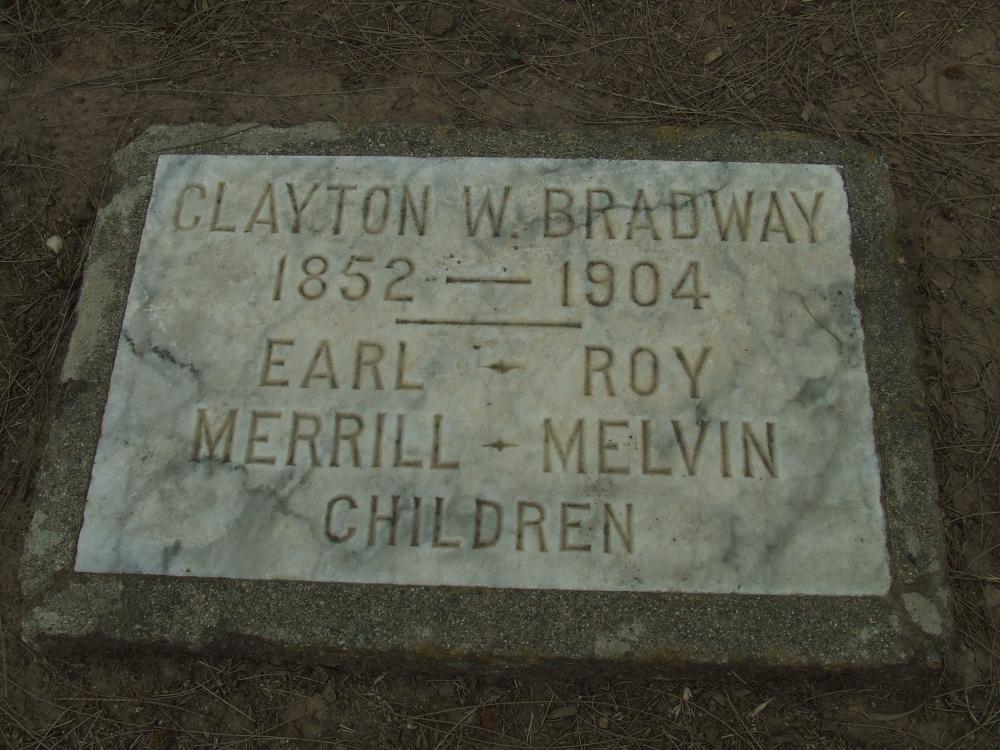 CLAYTON W. BRADWAY
1852 — 1904
EARL - ROY
MERRILL - MELVIN
CHILDREN